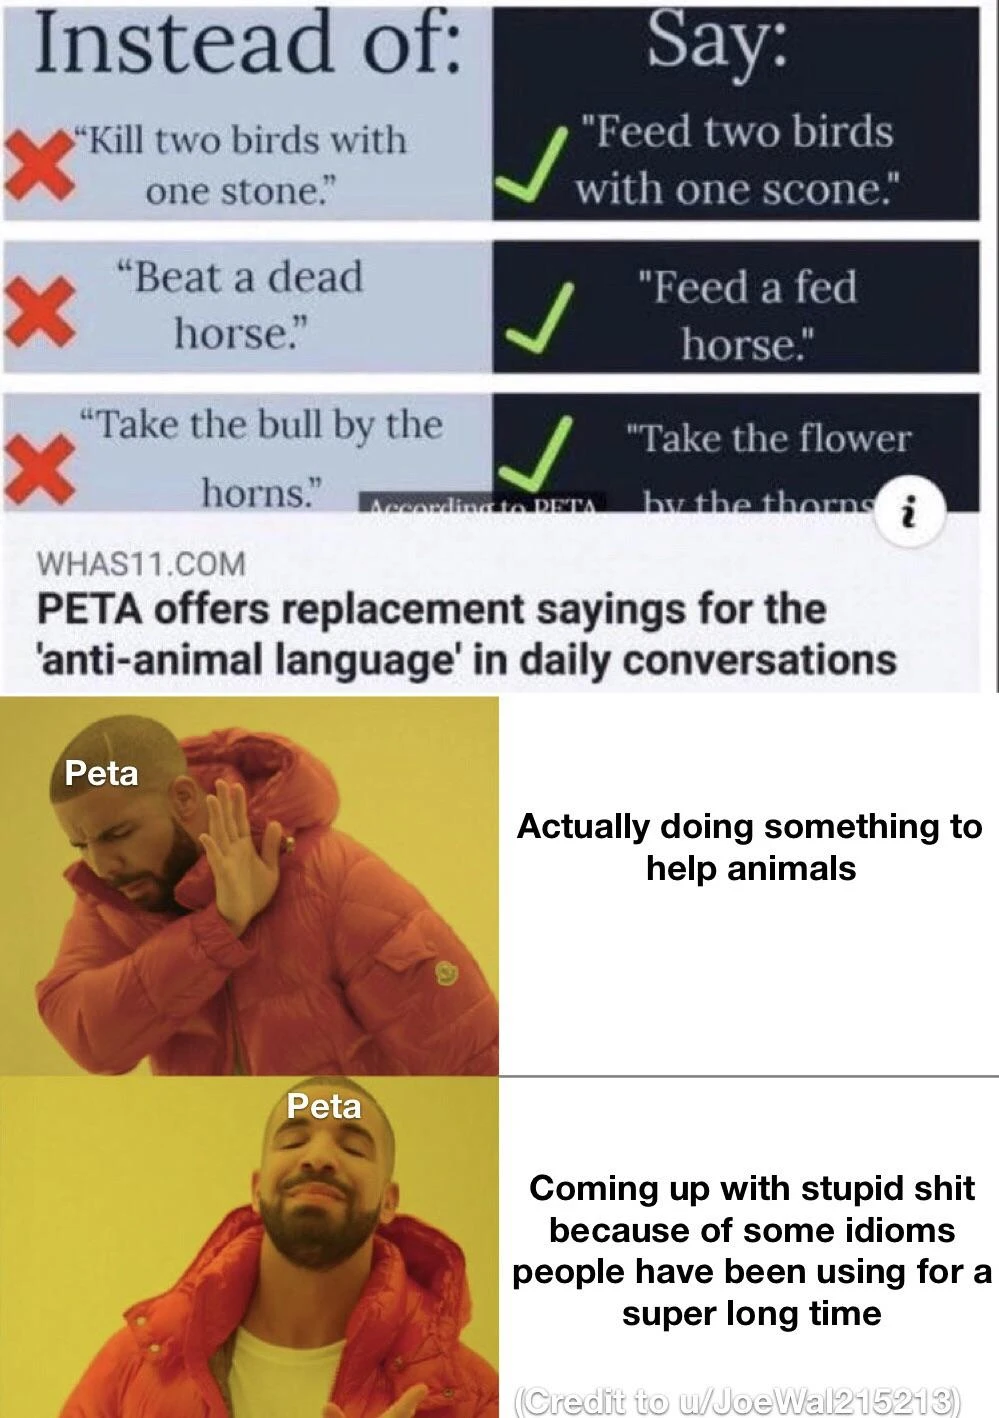 Instead of:
Say:
“Kill two birds with
one stone.”
"Feed two birds
with one scone."
“Beat a dead
horse.”
"Feed a fed
horse."
“Take the bull by the
horns.”
"Take the flower
by the thorns
According to PETA
i
WHAS11.COM
PETA offers replacement sayings for the
'anti-animal language' in daily conversations
Peta
Actually doing something to
help animals
Peta
Coming up with stupid shit
because of some idioms
people have been using for a
super long time
(Credit to u/JoeWal215213)